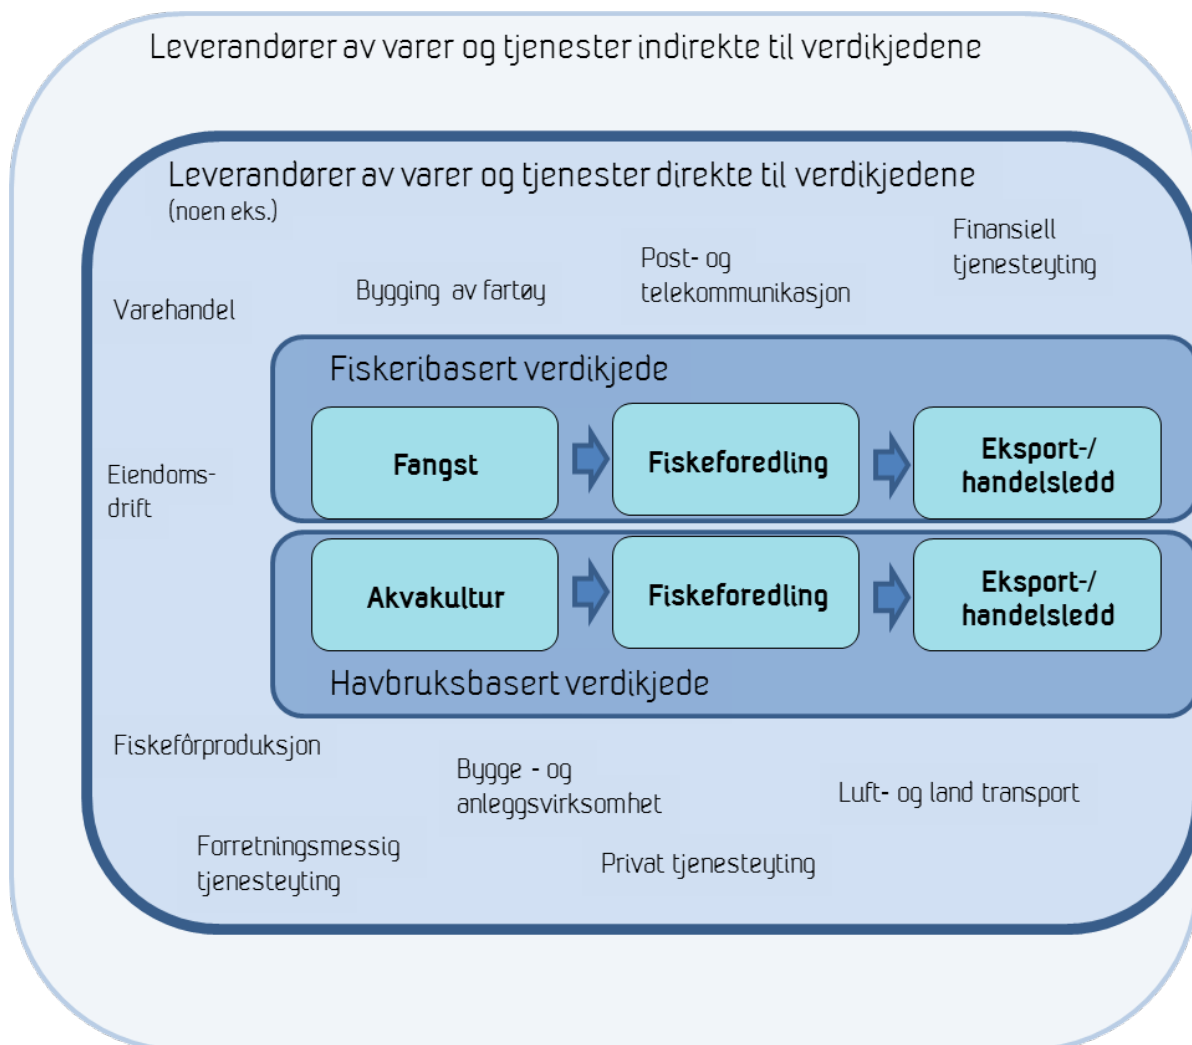 Leverandører av varer og tjenester indirekte til verdikjedene
Leverandører av varer og tjenester direkte til verdikjedene
(noen eks.)
Finansiell
tjenesteyting
Post- og
telekommunikasjon
Bygging av fartøy
Varehandel
Fiskeribasert verdikjede
Fangst
Fiskeforedling
Eksport-/
handelsledd
Eiendoms-
drift
Akvakultur
Fiskeforedling
Eksport-/
handelsledd
Havbruksbasert verdikjede
Fiskefôrproduksjon
Bygge - og
anleggsvirksomhet
Luft- og land transport
Forretningsmessig
tjenesteyting
Privat tjenesteyting